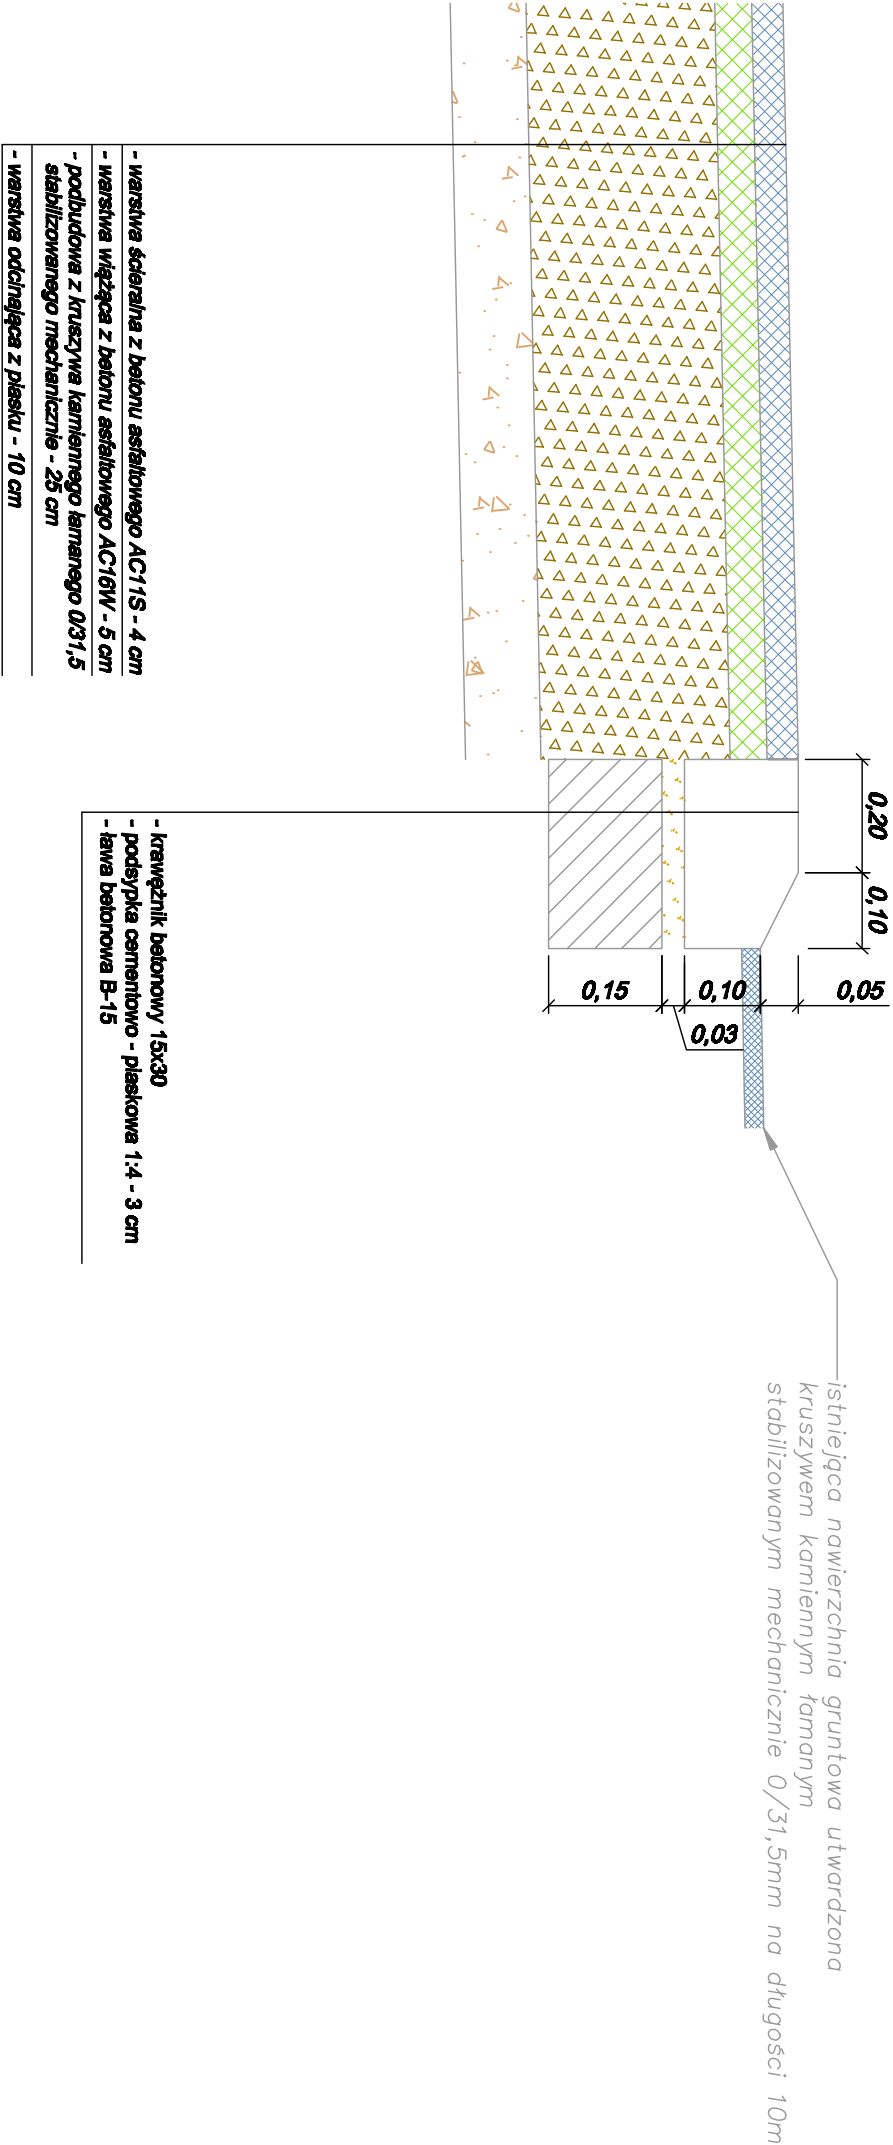 - warstwa ścieralna z betonu asfaltowego AC11S - 4 cm
- warstwa wiążąca z betonu asfaltowego AC16W - 5 cm
- podbudowa z kruszywa kamiennego łamanego 0/31,5
stabilizowanego mechanicznie - 25 cm
- warstwa odcinająca z piasku - 10 cm
0,20
0,10
0,15
0,10
0,05
0,03
- krawężnik betonowy 15x30
- podsypka cementowo - piaskowa 1:4 - 3 cm
- ława betonowa B-15
istniejąca nawierzchnia gruntowa utwardzona
kruszywem kamiennym łamanym
stabilizowanym mechanicznie 0/31,5mm na długości 10m